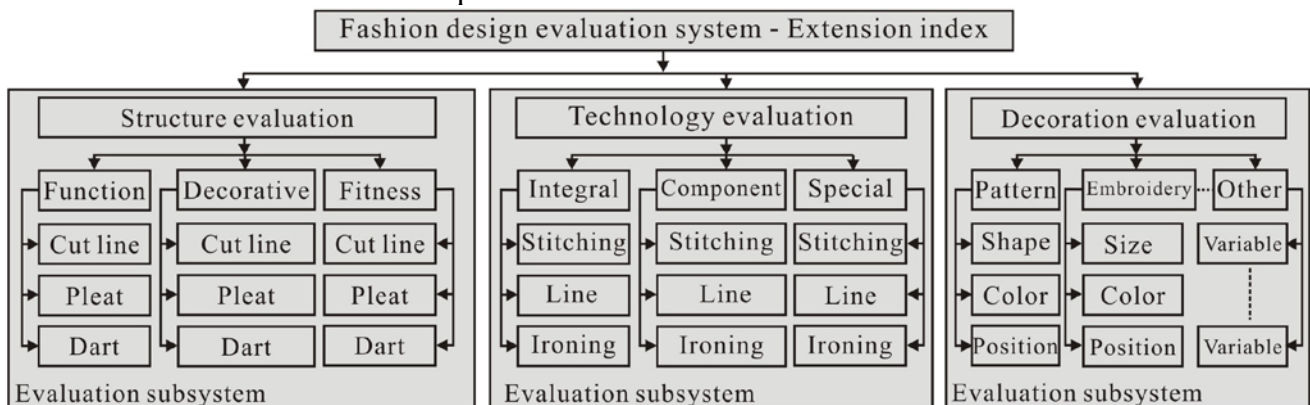 Fashion design evaluation system - Extension index
Structure evaluation
Technology evaluation
Decoration evaluation
Function
Decorative
Fitness
Integral
Component
Special
Pattern
Embroidery
Other
Cut line
Cut line
Cut line
Stitching
Stitching
Stitching
Shape
Size
Variable
Pleat
Pleat
Pleat
Line
Line
Line
Color
Color
Dart
Dart
Dart
Ironing
Ironing
Ironing
Position
Position
Variable
Evaluation subsystem
Evaluation subsystem
Evaluation subsystem